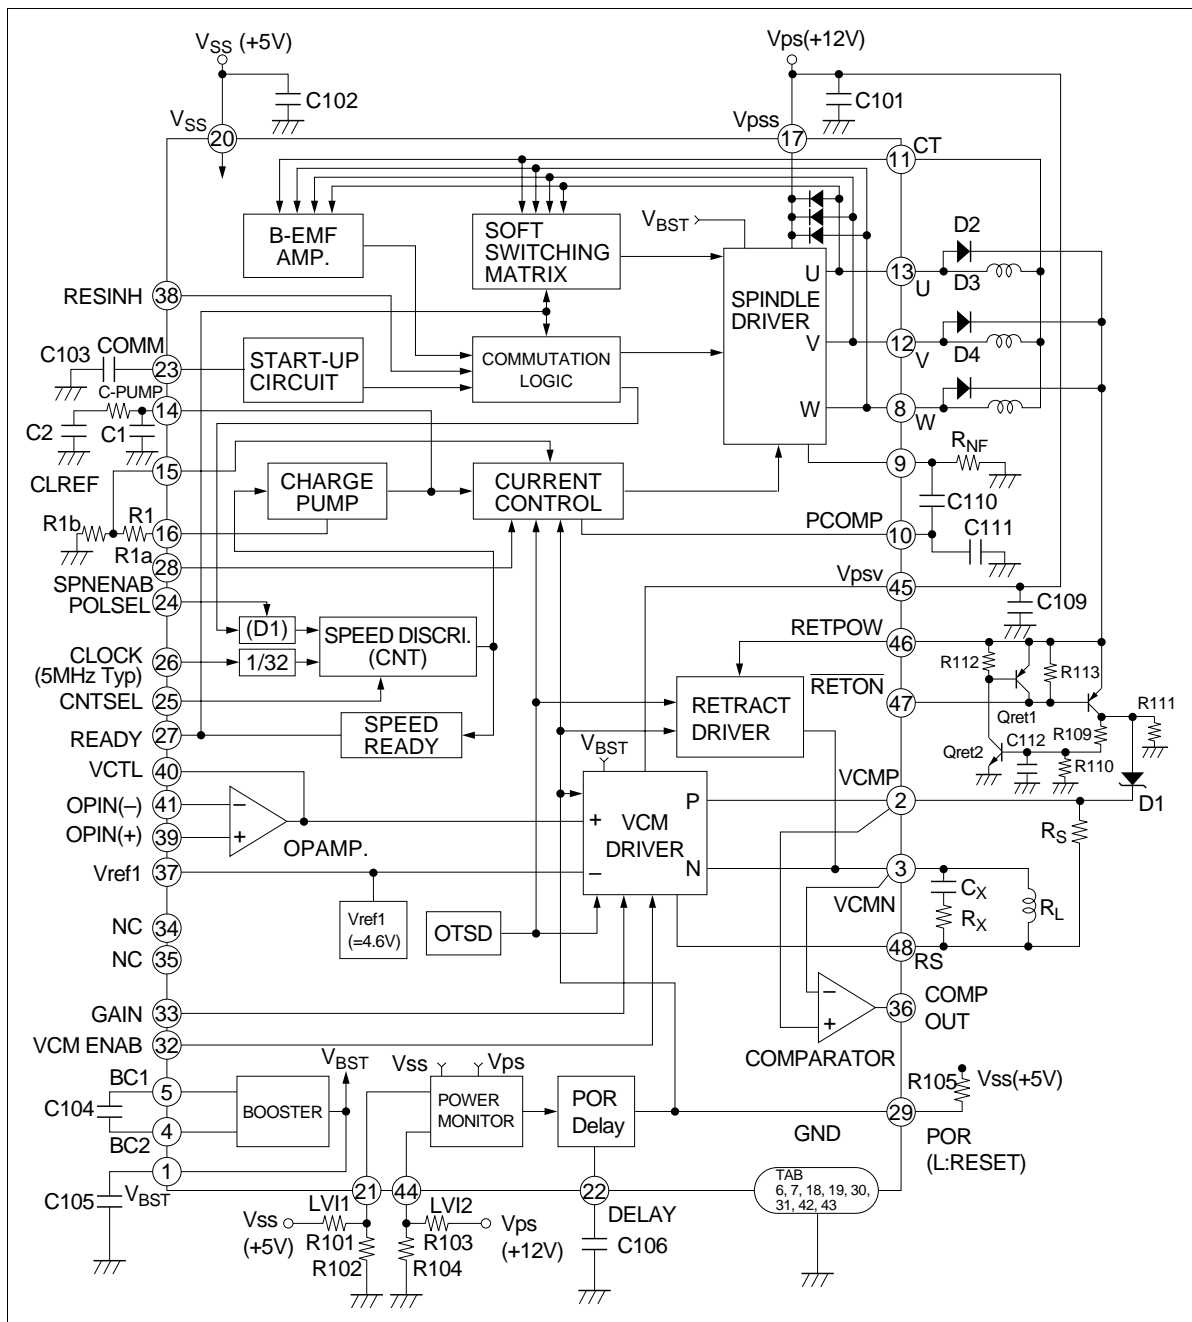 VSS (+5V)
Vps(+12V)
C102
C101
VSS
20
Vpss
17
CT
11
B-EMF
AMP.
SOFT
SWITCHING
MATRIX
VBST
D2
U
13
U
D3
RESINH
38
SPINDLE
DRIVER
C103
COMM
23
START-UP
CIRCUIT
COMMUTATION
LOGIC
V
12
V
D4
C-PUMP
14
W
8
W
C2
C1
15
CLREF
9
RNF
CHARGE
PUMP
CURRENT
CONTROL
C110
R1b
R1
16
PCOMP
10
C111
R1a
28
SPNENAB
Vpsv
45
POLSEL
24
C109
(D1)
SPEED DISCRI.
(CNT)
RETPOW
46
CLOCK
(5MHz Typ)
26
1/32
R112
R113
CNTSEL
25
RETRACT
DRIVER
RETON
47
Qret1
R111
READY
27
SPEED
READY
R109
Qret2
C112
R110
VBST
VCTL
40
VCMP
D1
OPIN(–)
41
–
P
2
OPIN(+)
39
+
OPAMP.
+
VCM
DRIVER
RS
Vref1
37
–
N
3
VCMN
CX
RX
RL
Vref1
(=4.6V)
NC
34
OTSD
48
RS
NC
35
–
+
36
COMP
OUT
GAIN
33
COMPARATOR
VCM ENAB
32
VBST
Vss
Vps
R105
Vss(+5V)
BC1
5
C104
BOOSTER
POWER
MONITOR
POR
Delay
29
BC2
4
GND
POR
(L:RESET)
1
C105
VBST
TAB
6, 7, 18, 19, 30,
31, 42, 43
21
44
22
DELAY
Vss
(+5V)
LVI1
LVI2
Vps
(+12V)
R101
R103
C106
R102
R104